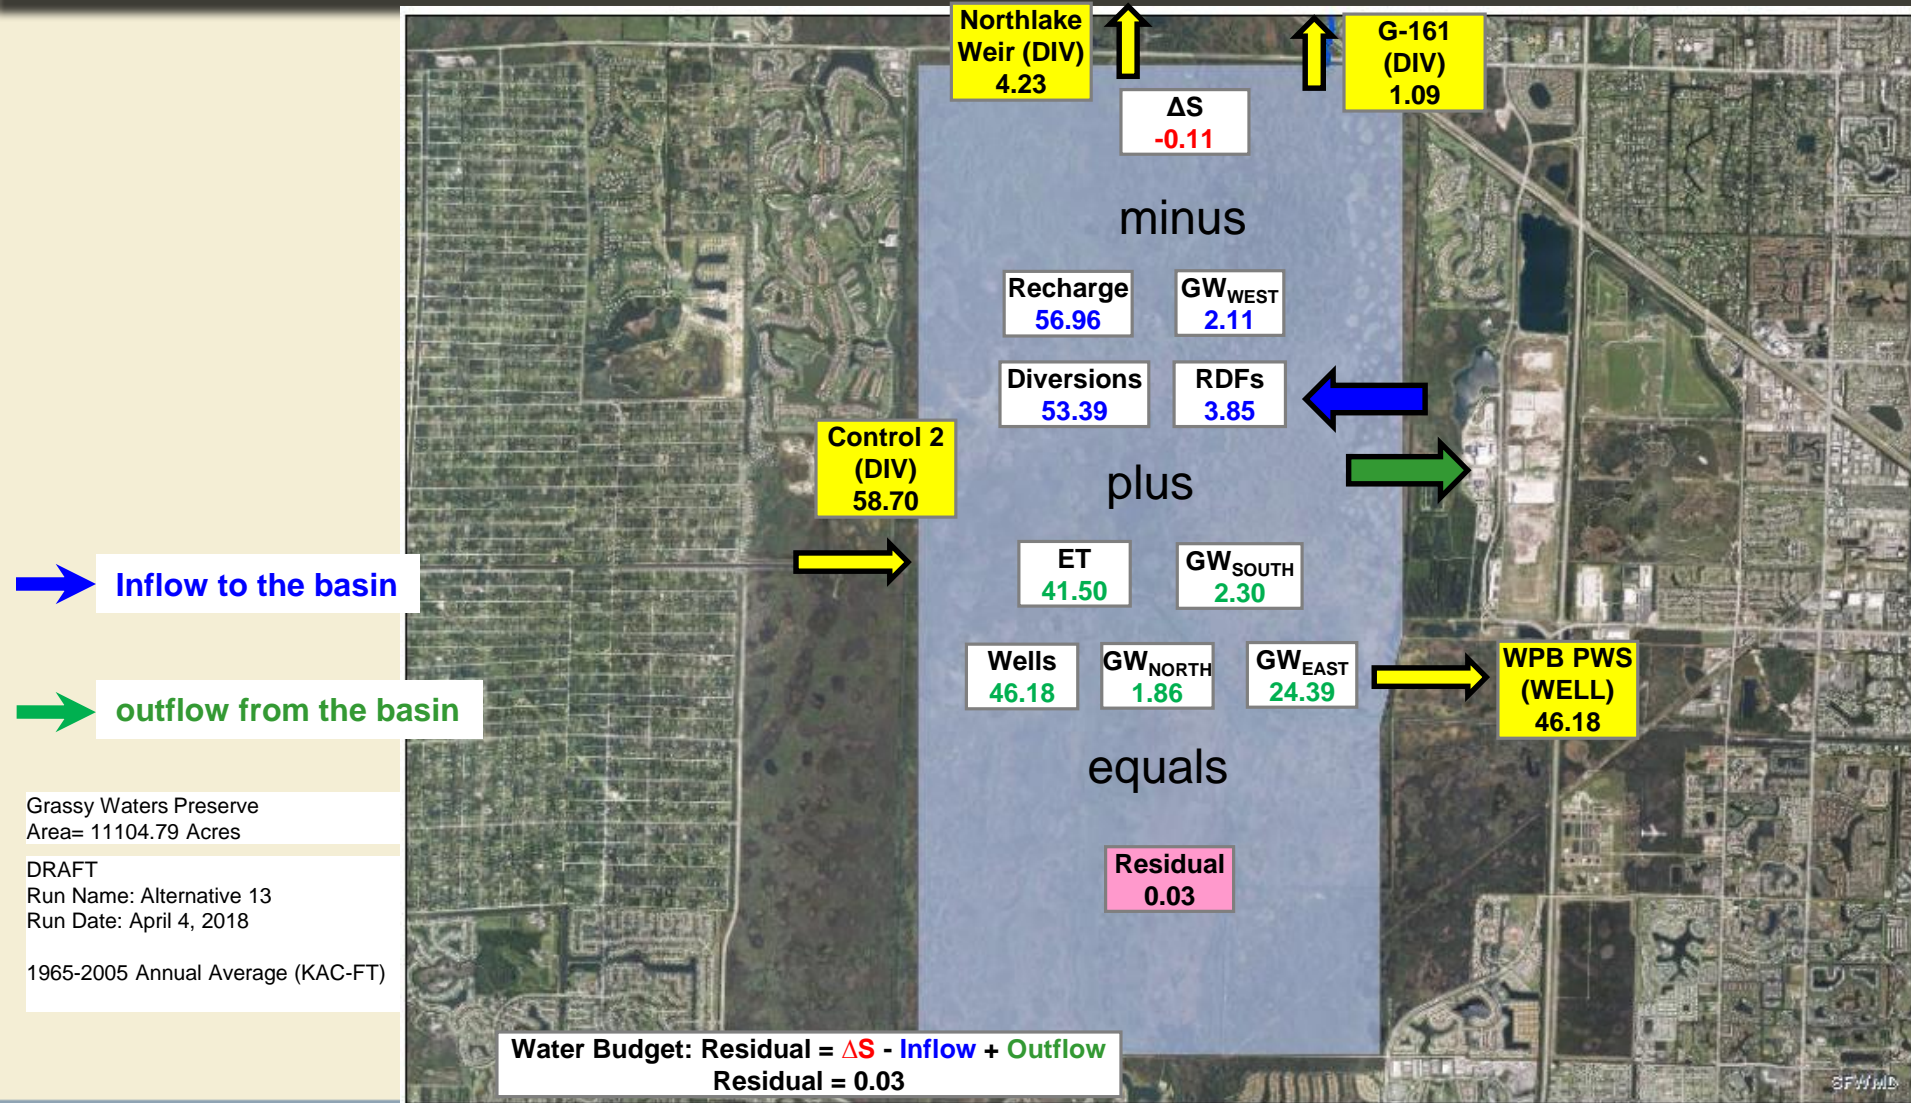 Northlake
Weir (DIV)
4.23
G-161
(DIV)
1.09
ΔS
-0.11
minus
Recharge
56.96
GWWEST
2.11
Diversions
53.39
RDFs
3.85
Control 2
(DIV)
58.70
plus
ET
41.50
GWSOUTH
2.30
Inflow to the basin
Wells
46.18
GWNORTH
1.86
GWEAST
24.39
WPB PWS
(WELL)
46.18
outflow from the basin
equals
Grassy Waters Preserve
Area= 11104.79 Acres
DRAFT
Run Name: Alternative 13
Run Date: April 4, 2018
1965-2005 Annual Average (KAC-FT)
Residual
0.03
Water Budget: Residual = ΔS - Inflow + Outflow
Residual = 0.03
SFWMD